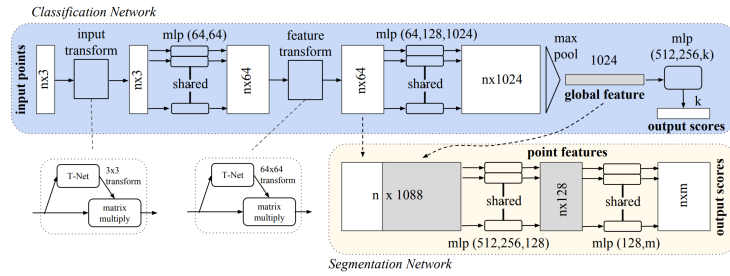 Classification Network
input points
nx3
input
transform
nx3
mlp (64,64)
shared
nx64
feature
transform
nx64
mlp (64,128,1024)
shared
nx1024
max
pool
1024
global feature
mlp
(512,256,k)
k
output scores
T-Net
3x3
transform
matrix
multiply
T-Net
64x64
transform
matrix
multiply
point features
n x 1088
shared
mlp (512,256,128)
nx128
shared
mlp (128,m)
nxm
output scores
Segmentation Network